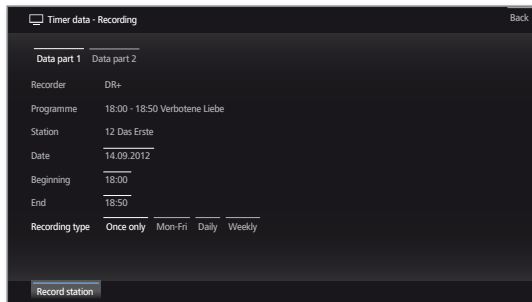 Timer data - Recording Back
Data part 1 Data part 2
Recorder DR+
Programme 18:00 - 18:50 Verbotene Liebe
Station 12 Das Erste
Date 14.09.2012
Beginning 18:00
End 18:50
Recording type Once only Mon-Fri Daily Weekly
Record station